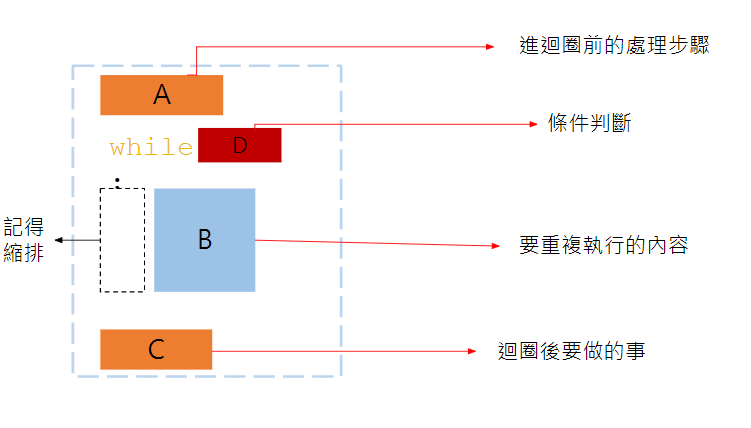 進迴圈前的處理步驟
A
條件判斷
while D
:
記得
縮排
B
要重複執行的內容
C
迴圈後要做的事